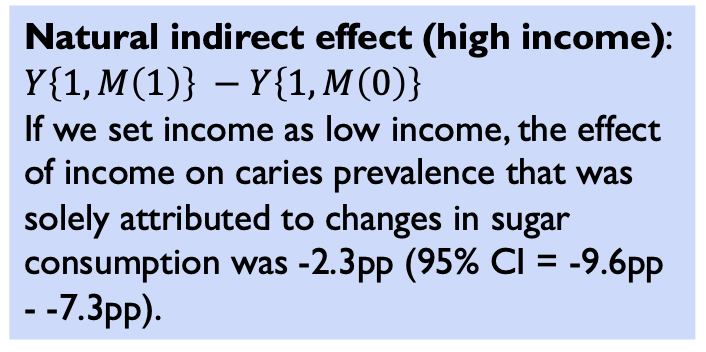 Natural indirect effect (high income):
Y{1, M(1)} − Y{1, M(0)}
If we set income as low income, the effect
of income on caries prevalence that was
solely attributed to changes in sugar
consumption was -2.3pp (95% CI = -9.6pp
- -7.3pp).